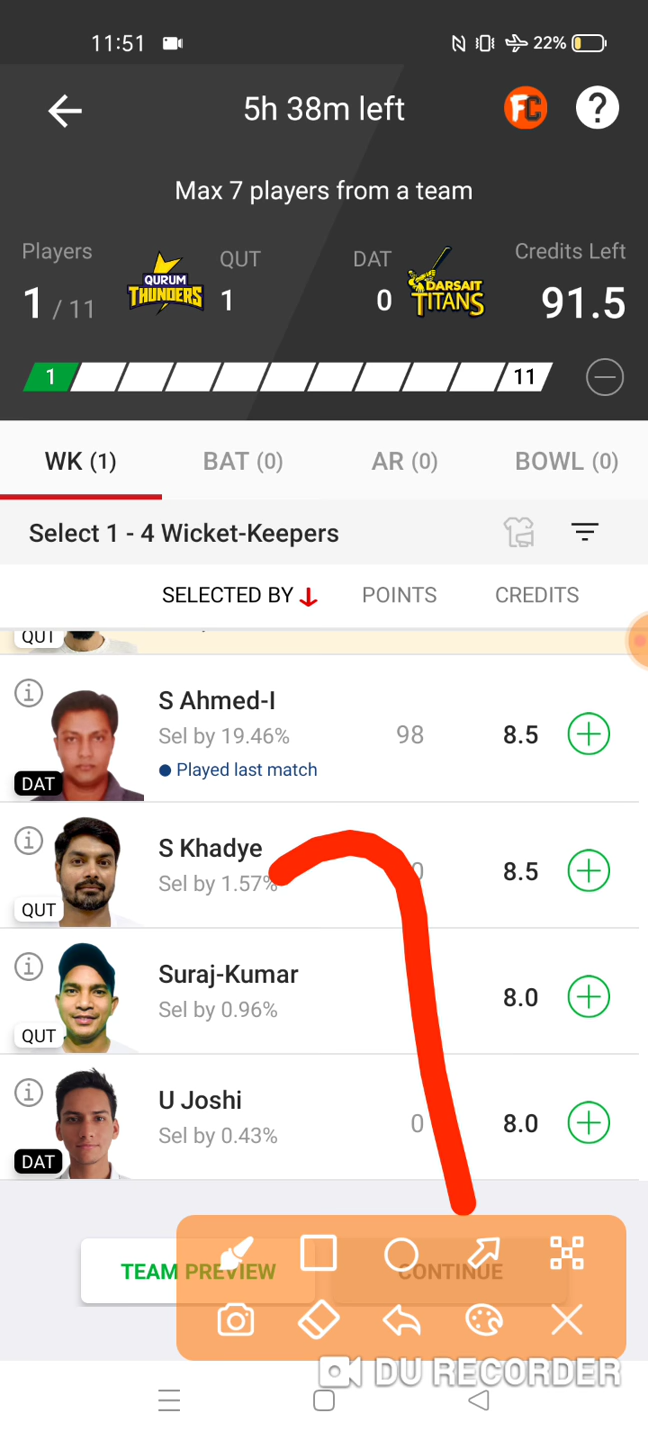 11:51 22%
5h 38m left FC ?
Max 7 players from a team
Players QUT DAT Credits Left
1 / 11 QURUM THUNDERS 1 0 DARSAIT TITANS 91.5
1 11
WK (1) BAT (0) AR (0) BOWL (0)
Select 1 - 4 Wicket-Keepers
SELECTED BY POINTS CREDITS
QUT
S Ahmed-I
Sel by 19.46% 98 8.5
DAT Played last match
S Khadye
Sel by 1.57% 8.5
QUT
Suraj-Kumar
Sel by 0.96% 8.0
QUT
U Joshi
Sel by 0.43% 0 8.0
DAT
TEAM PREVIEW CONTINUE
DU RECORDER